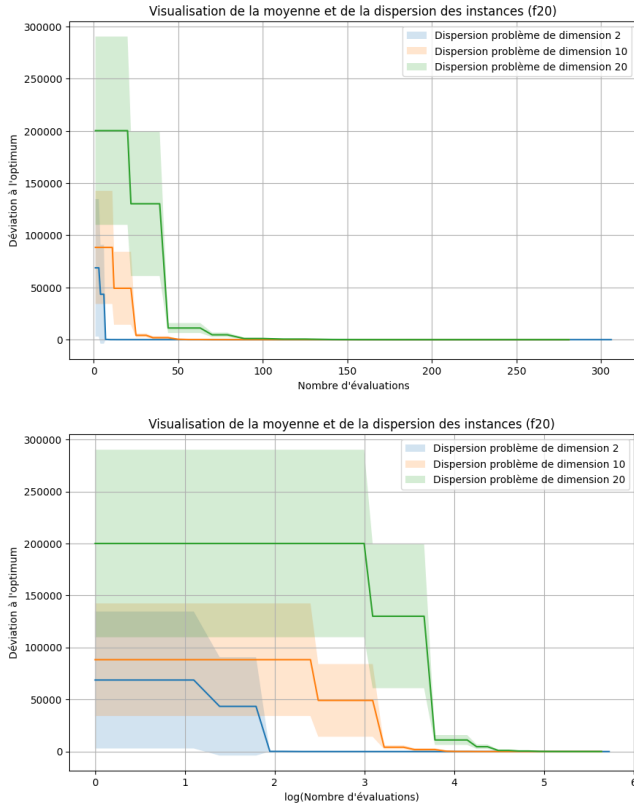 Visualisation de la moyenne et de la dispersion des instances (f20)
300000
250000
200000
150000
100000
50000
0
Déviation à l'optimum
Dispersion problème de dimension 2
Dispersion problème de dimension 10
Dispersion problème de dimension 20
0 50 100 150 200 250 300
Nombre d'évaluations
Visualisation de la moyenne et de la dispersion des instances (f20)
300000
250000
200000
150000
100000
50000
0
Déviation à l'optimum
Dispersion problème de dimension 2
Dispersion problème de dimension 10
Dispersion problème de dimension 20
0 1 2 3 4 5 6
log(Nombre d'évaluations)